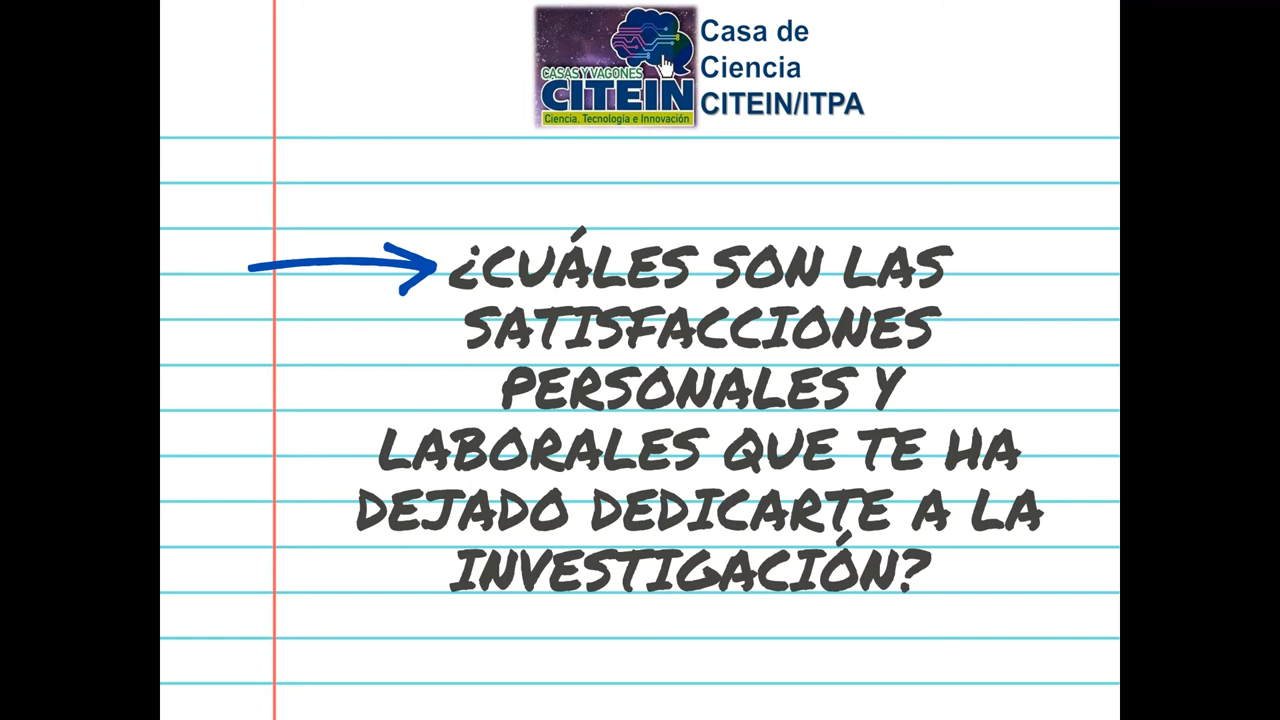 CASAS Y VAGONES
CITEIN
Ciencia, Tecnología e Innovación
Casa de
Ciencia
CITEIN/ITPA
¿CUÁLES SON LAS
SATISFACCIONES
PERSONALES Y
LABORALES QUE TE HA
DEJADO DEDICARTE A LA
INVESTIGACIÓN?